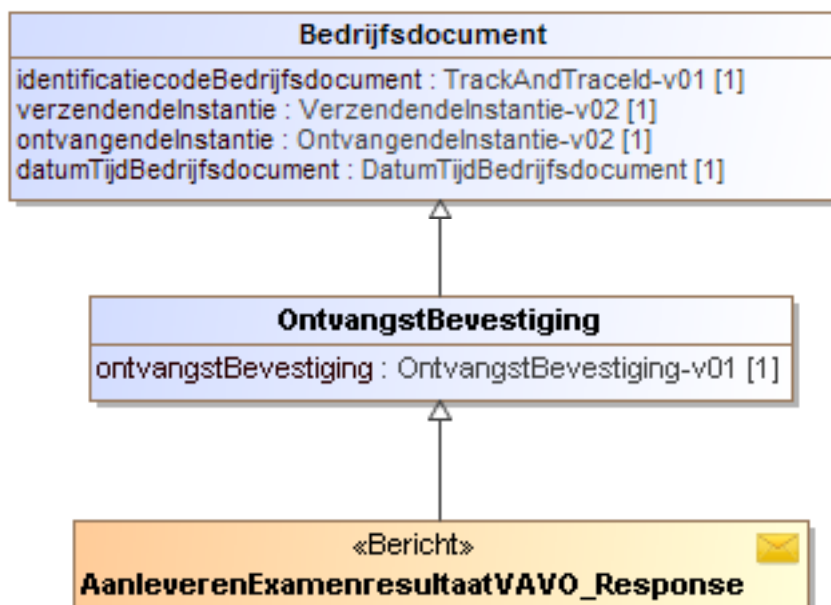 Bedrijfsdocument
identificatiecodeBedrijfsdocument : TrackAndTraceId-v01 [1]
verzendendeInstantie : VerzendendeInstantie-v02 [1]
ontvangendeInstantie : OntvangendeInstantie-v02 [1]
datumTijdBedrijfsdocument : DatumTijdBedrijfsdocument [1]
OntvangstBevestiging
ontvangstBevestiging : OntvangstBevestiging-v01 [1]
«Bericht»
AanleverenExamenresultaatVAVO_Response